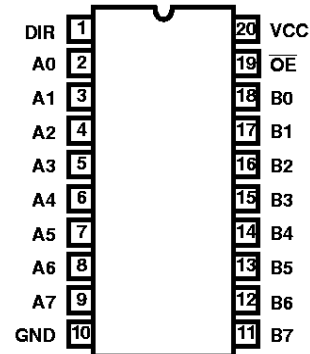 DIR 1 20 VCC
A0 2 19 O̅E̅
A1 3 18 B0
A2 4 17 B1
A3 5 16 B2
A4 6 15 B3
A5 7 14 B4
A6 8 13 B5
A7 9 12 B6
GND 10 11 B7